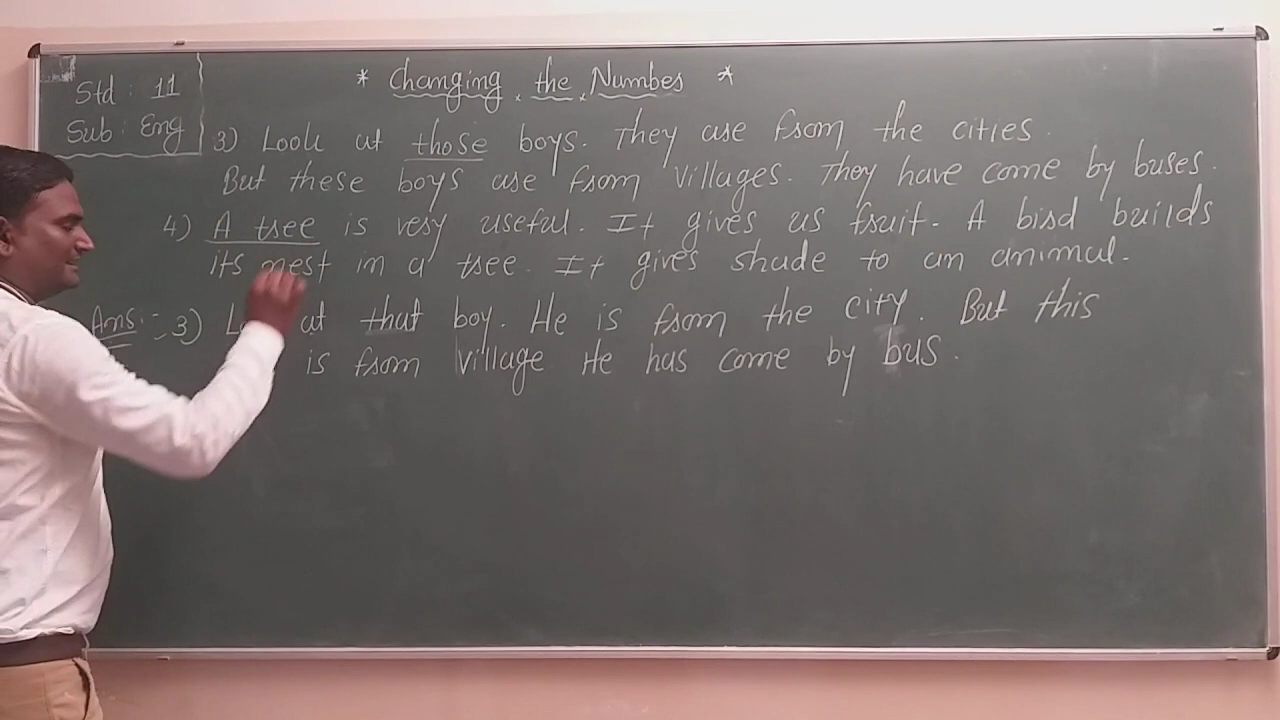 Std : 11
Sub : Eng
* Changing the Number *
3) Look at those boys. They are from the cities.
But these boys are from villages. They have come by buses.
4) A tree is very useful. It gives us fruit. A bird builds
its nest in a tree. It gives shade to an animal.
Ans :- 3) at that boy. He is from the city. But this
is from village He has come by bus.